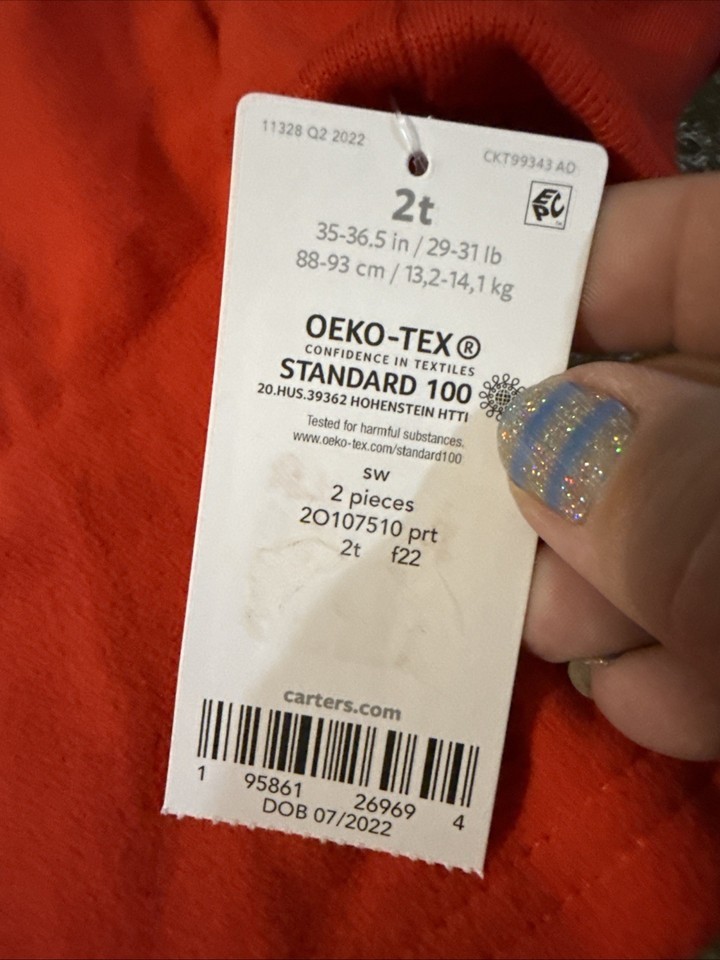 11328 Q2 2022
CKT99343 AD
2t
EPC
35-36.5 in / 29-31 lb
88-93 cm / 13,2-14,1 kg
OEKO-TEX®
CONFIDENCE IN TEXTILES
STANDARD 100
20.HUS.39362 HOHENSTEIN HTTI
Tested for harmful substances.
www.oeko-tex.com/standard100
sw
2 pieces
2O107510 prt
2t f22
carters.com
1 95861 26969 4
DOB 07/2022